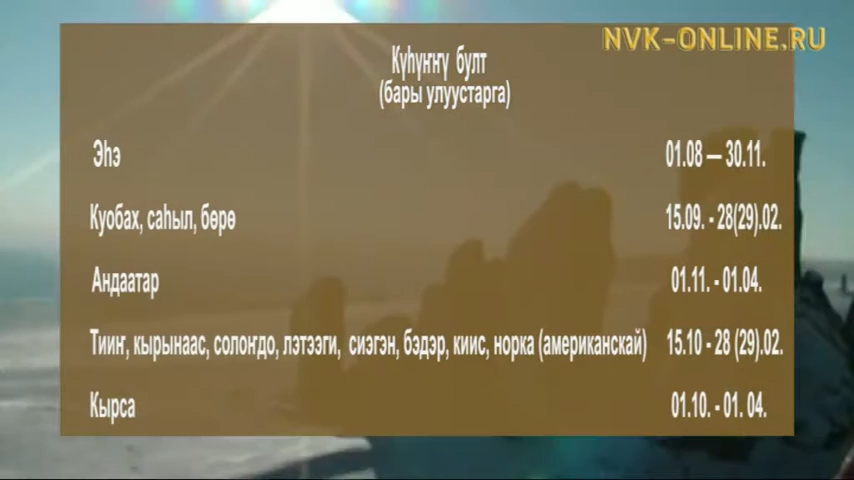 NVK-ONLINE.RU
Күһүҥҥү булт
(бары улуустарга)
Эһэ 01.08 — 30.11.
Куобах, саһыл, бөрө 15.09. - 28(29).02.
Андаатар 01.11. - 01.04.
Тииҥ, кырынаас, солоҥдо, лэтээги, сиэгэн, бэдэр, киис, норка (американскай) 15.10 - 28 (29).02.
Кырса 01.10. - 01. 04.